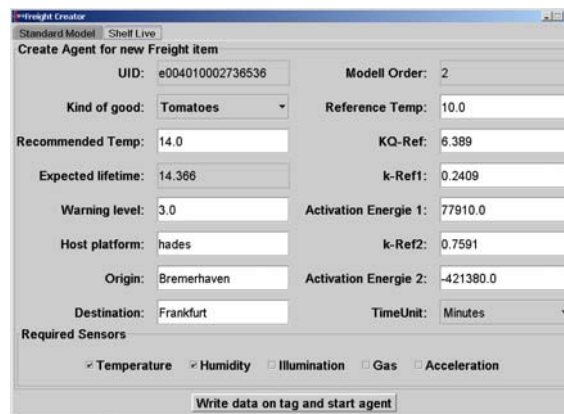 Freight Creator
Standard Model Shelf Live
Create Agent for new Freight item
UID: e004010002736536 Modell Order: 2
Kind of good: Tomatoes Reference Temp: 10.0
Recommended Temp: 14.0 KQ-Ref: 6.389
Expected lifetime: 14.366 k-Ref1: 0.2409
Warning level: 3.0 Activation Energie 1: 77910.0
Host platform: hades k-Ref2: 0.7591
Origin: Bremerhaven Activation Energie 2: -421380.0
Destination: Frankfurt TimeUnit: Minutes
Required Sensors
Temperature Humidity Illumination Gas Acceleration
Write data on tag and start agent